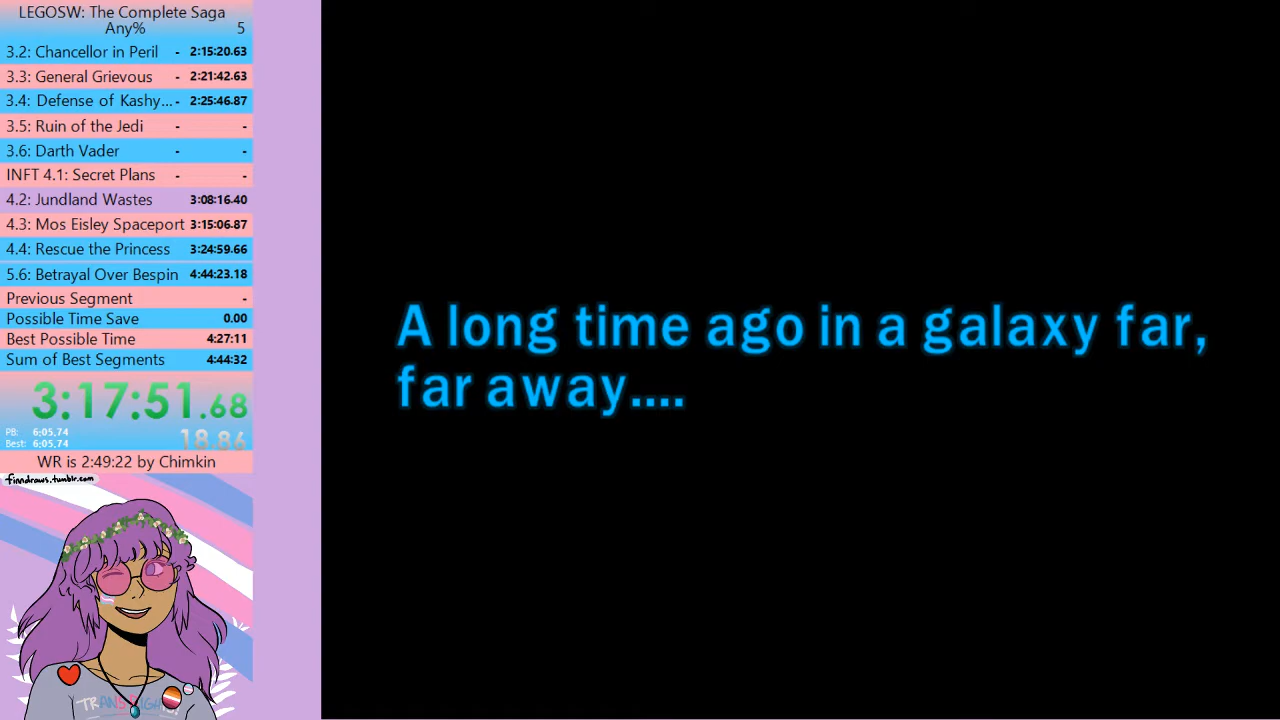 LEGOSW: The Complete Saga
Any% 5
3.2: Chancellor in Peril - 2:15:20.63
3.3: General Grievous - 2:21:42.63
3.4: Defense of Kashy... - 2:25:46.87
3.5: Ruin of the Jedi - -
3.6: Darth Vader - -
INFT 4.1: Secret Plans - -
4.2: Jundland Wastes 3:08:16.40
4.3: Mos Eisley Spaceport 3:15:06.87
4.4: Rescue the Princess 3:24:59.66
5.6: Betrayal Over Bespin 4:44:23.18
Previous Segment -
Possible Time Save 0.00
Best Possible Time 4:27:11
Sum of Best Segments 4:44:32
3:17:51.68
PB: 6:05.74
Best: 6:05.74
18.86
WR is 2:49:22 by Chimkin
finndraws.tumblr.com
TRANS RIGHTS!
A long time ago in a galaxy far,
far away....